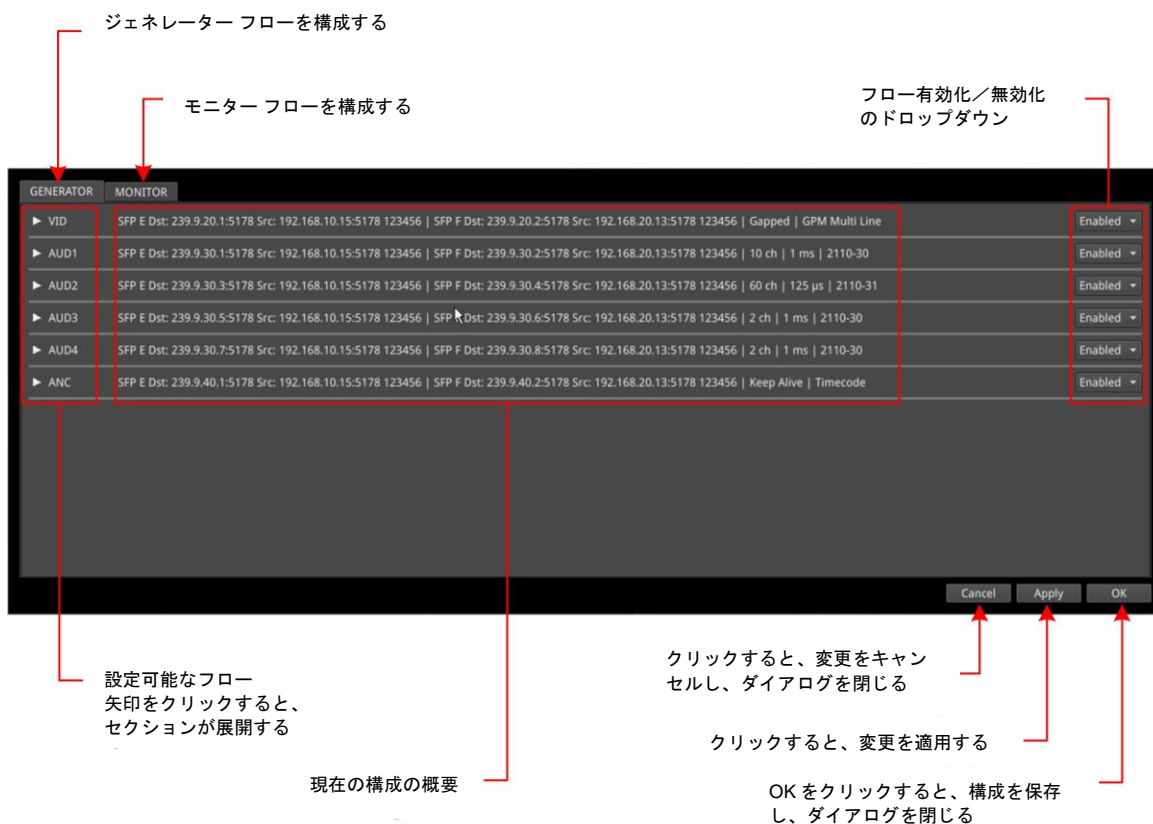 ジェネレーター フローを構成する
モニター フローを構成する
フロー有効化／無効化
のドロップダウン
GENERATOR MONITOR
▶ VID SFP E Dst: 239.9.20.1:5178 Src: 192.168.10.15:5178 123456 | SFP F Dst: 239.9.20.2:5178 Src: 192.168.20.13:5178 123456 | Gapped | GPM Multi Line Enabled
▶ AUD1 SFP E Dst: 239.9.30.1:5178 Src: 192.168.10.15:5178 123456 | SFP F Dst: 239.9.30.2:5178 Src: 192.168.20.13:5178 123456 | 10 ch | 1 ms | 2110-30 Enabled
▶ AUD2 SFP E Dst: 239.9.30.3:5178 Src: 192.168.10.15:5178 123456 | SFP F Dst: 239.9.30.4:5178 Src: 192.168.20.13:5178 123456 | 60 ch | 125 µs | 2110-31 Enabled
▶ AUD3 SFP E Dst: 239.9.30.5:5178 Src: 192.168.10.15:5178 123456 | SFP Dst: 239.9.30.6:5178 Src: 192.168.20.13:5178 123456 | 2 ch | 1 ms | 2110-30 Enabled
▶ AUD4 SFP E Dst: 239.9.30.7:5178 Src: 192.168.10.15:5178 123456 | SFP F Dst: 239.9.30.8:5178 Src: 192.168.20.13:5178 123456 | 2 ch | 1 ms | 2110-30 Enabled
▶ ANC SFP E Dst: 239.9.40.1:5178 Src: 192.168.10.15:5178 123456 | SFP F Dst: 239.9.40.2:5178 Src: 192.168.20.13:5178 123456 | Keep Alive | Timecode Enabled
Cancel Apply OK
設定可能なフロー
矢印をクリックすると、
セクションが展開する
クリックすると、変更をキャン
セルし、ダイアログを閉じる
クリックすると、変更を適用する
現在の構成の概要
OK をクリックすると、構成を保存
し、ダイアログを閉じる